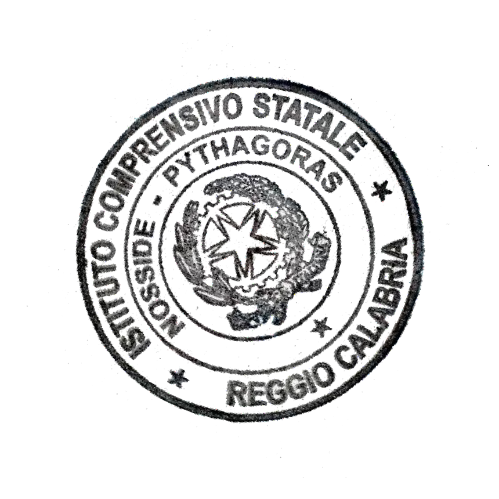 ISTITUTO COMPRENSIVO STATALE
NOSSIDE - PYTHAGORAS
REGGIO CALABRIA